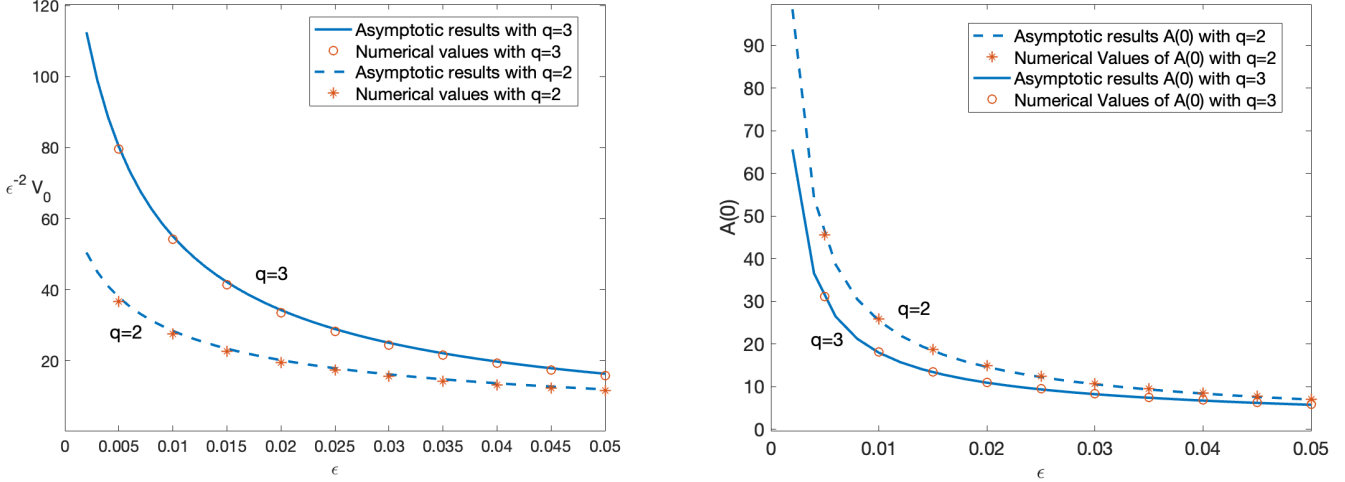 120
100
80
60
40
20
ϵ⁻² V₀
0
0.005
0.01
0.015
0.02
0.025
0.03
0.035
0.04
0.045
0.05
ϵ
Asymptotic results with q=3
Numerical values with q=3
Asymptotic results with q=2
Numerical values with q=2
q=3
q=2
90
80
70
60
50
40
30
20
10
0
A(0)
0
0.01
0.02
0.03
0.04
0.05
ϵ
Asymptotic results A(0) with q=2
Numerical Values of A(0) with q=2
Asymptotic results A(0) with q=3
Numerical Values of A(0) with q=3
q=2
q=3